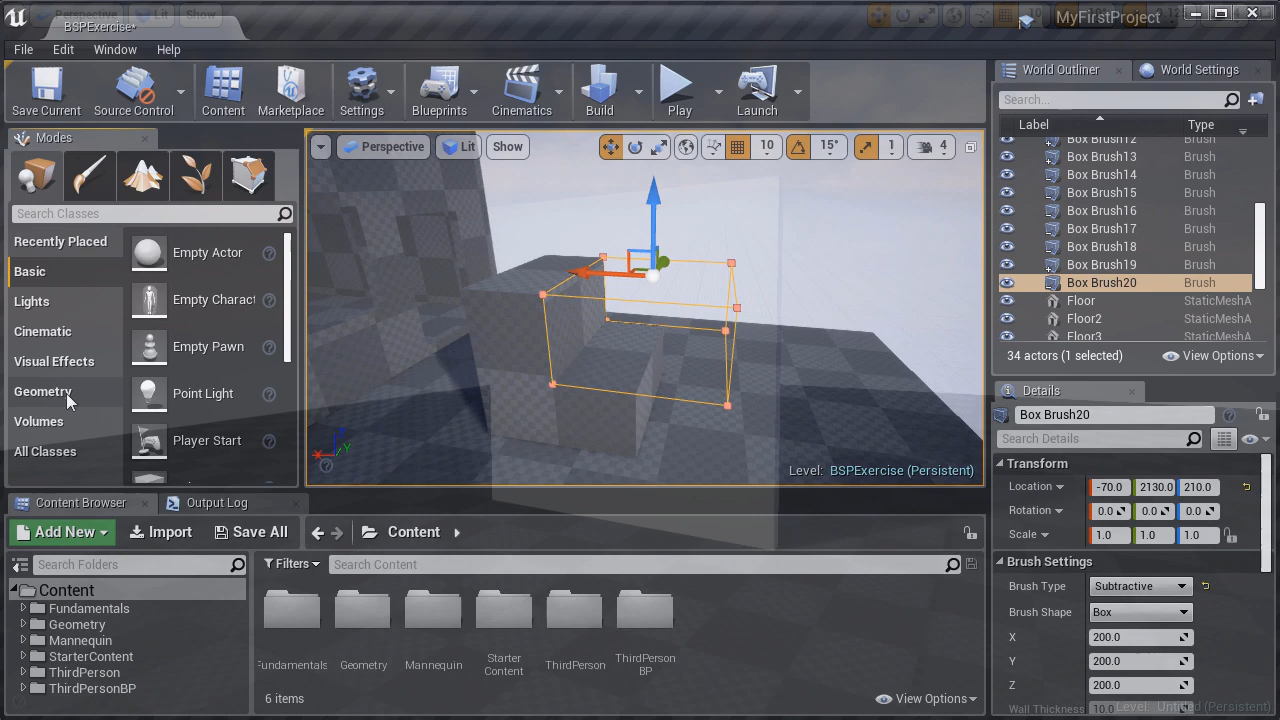 Perspective Lit Show
BSPExercise*
MyFirstProject
File Edit Window Help
Save Current
Source Control
Content
Marketplace
Settings
Blueprints
Cinematics
Build
Play
Launch
Modes
Search Classes
Recently Placed
Basic
Lights
Cinematic
Visual Effects
Geometry
Volumes
All Classes
Empty Actor
Empty Charact
Empty Pawn
Point Light
Player Start
Perspective Lit Show
10 15° 1 4
Z
X Y
Level: BSPExercise (Persistent)
World Outliner World Settings
Search...
Label Type
Box Brush12 Brush
Box Brush13 Brush
Box Brush14 Brush
Box Brush15 Brush
Box Brush16 Brush
Box Brush17 Brush
Box Brush18 Brush
Box Brush19 Brush
Box Brush20 Brush
Floor StaticMeshA
Floor2 StaticMeshA
Floor3 StaticMeshA
34 actors (1 selected) View Options
Details
Box Brush20
Search Details
Transform
Location -70.0 2130.0 210.0
Rotation 0.0 0.0 0.0
Scale 1.0 1.0 1.0
Brush Settings
Brush Type Subtractive
Brush Shape Box
X 200.0
Y 200.0
Z 200.0
Wall Thickness 10.0
Level: Untitled (Persistent)
Content Browser Output Log
Add New Import Save All Content
Search Folders
Filters Search Content
Content
Fundamentals
Geometry
Mannequin
StarterContent
ThirdPerson
ThirdPersonBP
Fundamentals
Geometry
Mannequin
Starter
Content
ThirdPerson
ThirdPerson
BP
6 items View Options